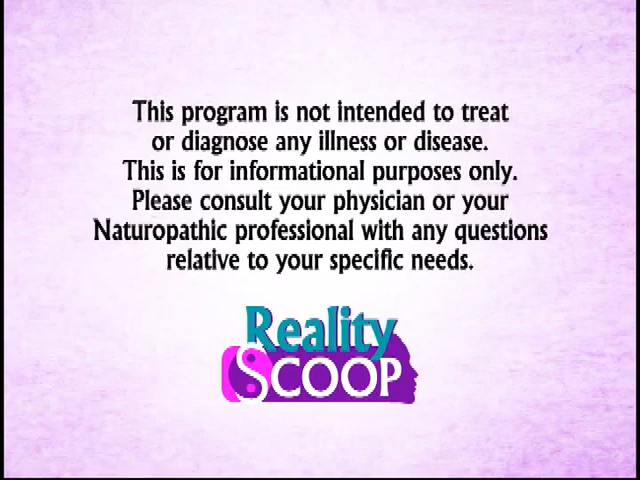 This program is not intended to treat
or diagnose any illness or disease.
This is for informational purposes only.
Please consult your physician or your
Naturopathic professional with any questions
relative to your specific needs.
Reality
SCOOP